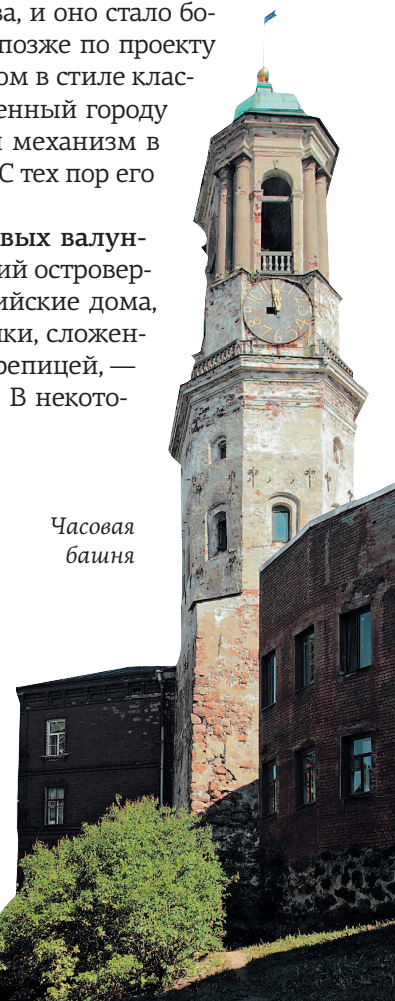 ва, и оно стало бо-
позже по проекту
ом в стиле клас-
енный городу
механизм в
С тех пор его
вых валун-
ий островер-
ийские дома,
ки, сложен-
репицей, —
В некото-
Часовая
башня